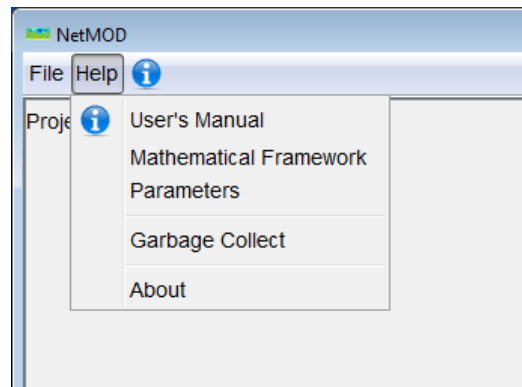 NetMOD
File Help
Proje
User's Manual
Mathematical Framework
Parameters
Garbage Collect
About